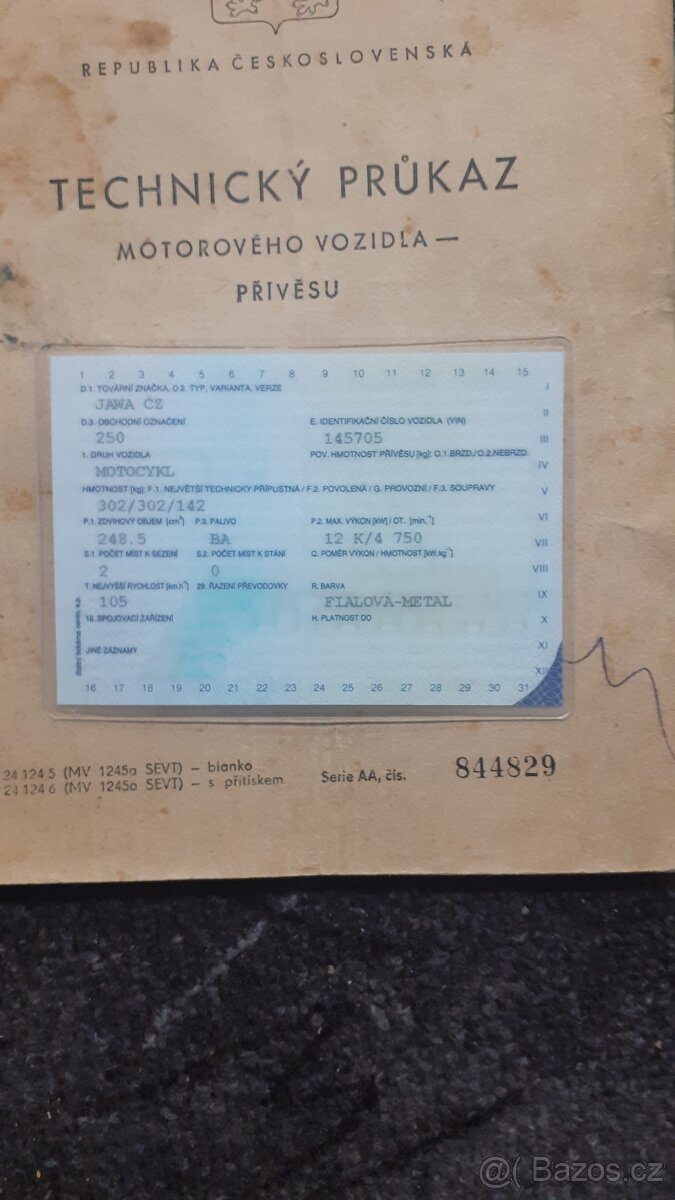 REPUBLIKA ČESKOSLOVENSKÁ
TECHNICKÝ PRŮKAZ
MOTOROVÉHO VOZIDLA —
PŘÍVĚSU
1 2 3 4 5 6 7 8 9 10 11 12 13 14 15
D.1. TOVÁRNÍ ZNAČKA, D.2. TYP, VARIANTA, VERZE I
JAWA CZ
D.3. OBCHODNÍ OZNAČENÍ E. IDENTIFIKAČNÍ ČÍSLO VOZIDLA (VIN) II
250 145705 III
1. DRUH VOZIDLA POV. HMOTNOST PŘÍVĚSU [kg]: O.1.BRZD./O.2.NEBRZD.
MOTOCYKL IV
HMOTNOST [kg]: F.1. NEJVĚTŠÍ TECHNICKY PŘÍPUSTNÁ / F.2. POVOLENÁ / G. PROVOZNÍ / F.3. SOUPRAVY V
302/302/142
P.1. ZDVIHOVÝ OBJEM [cm³] P.3. PALIVO P.2. MAX. VÝKON [kW] / OT. [min.⁻¹] VI
248.5 BA 12 K/4 750 VII
S.1 POČET MÍST K SEZENÍ S.2. POČET MÍST K STÁNÍ Q. POMĚR VÝKON / HMOTNOST [kW.kg⁻¹]
2 0 VIII
T. NEJVYŠŠÍ RYCHLOST [km.h⁻¹] 29. ŘAZENÍ PŘEVODOVKY R. BARVA IX
105 FIALOVÁ-METAL
19. SPOJOVACÍ ZAŘÍZENÍ H. PLATNOST DO X
JINÉ ZÁZNAMY XI
XII
16 17 18 19 20 21 22 23 24 25 26 27 28 29 30 31
24 124 5 (MV 1245a SEVT) – bianko
24 124 6 (MV 1245a SEVT) – s přítiskem
Serie AA, čís. 844829
@( Bazos.cz